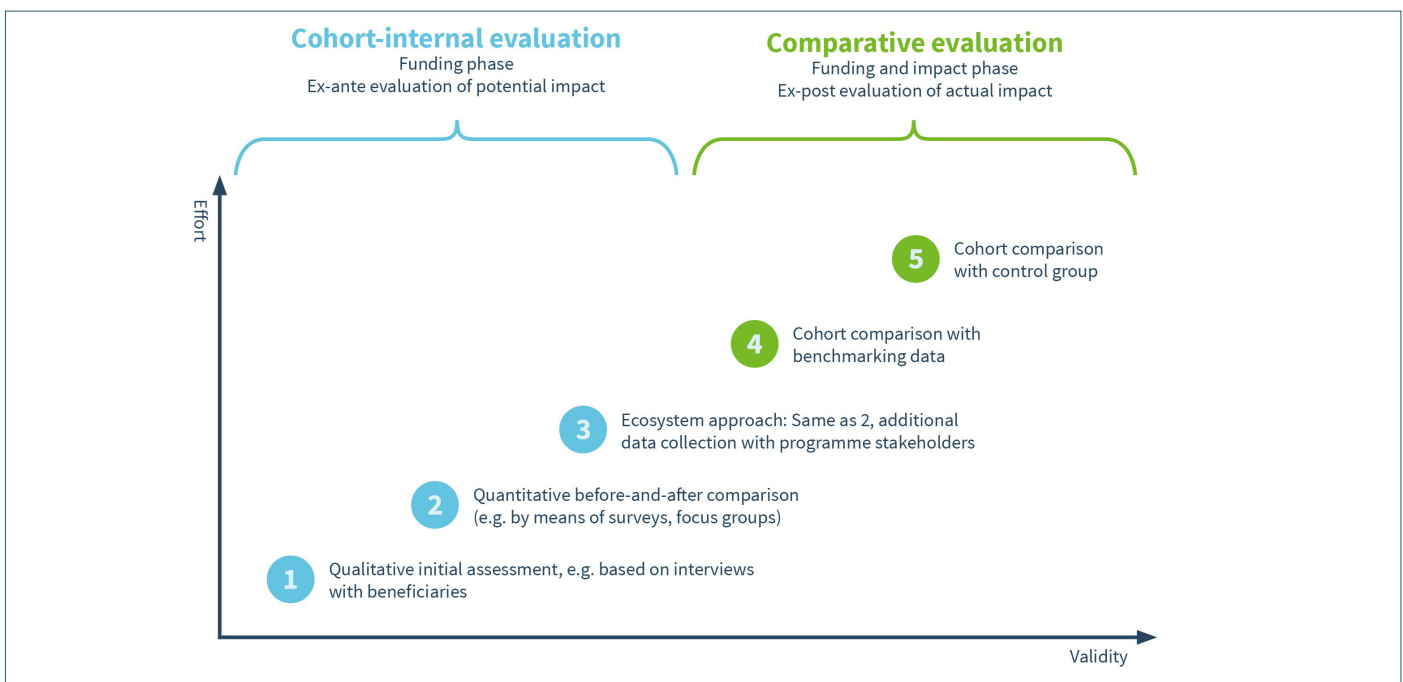 Cohort-internal evaluation
Funding phase
Ex-ante evaluation of potential impact
Comparative evaluation
Funding and impact phase
Ex-post evaluation of actual impact
Effort
5
Cohort comparison
with control group
4
Cohort comparison with
benchmarking data
3
Ecosystem approach: Same as 2, additional
data collection with programme stakeholders
2
Quantitative before-and-after comparison
(e.g. by means of surveys, focus groups)
1
Qualitative initial assessment, e.g. based on interviews
with beneficiaries
Validity